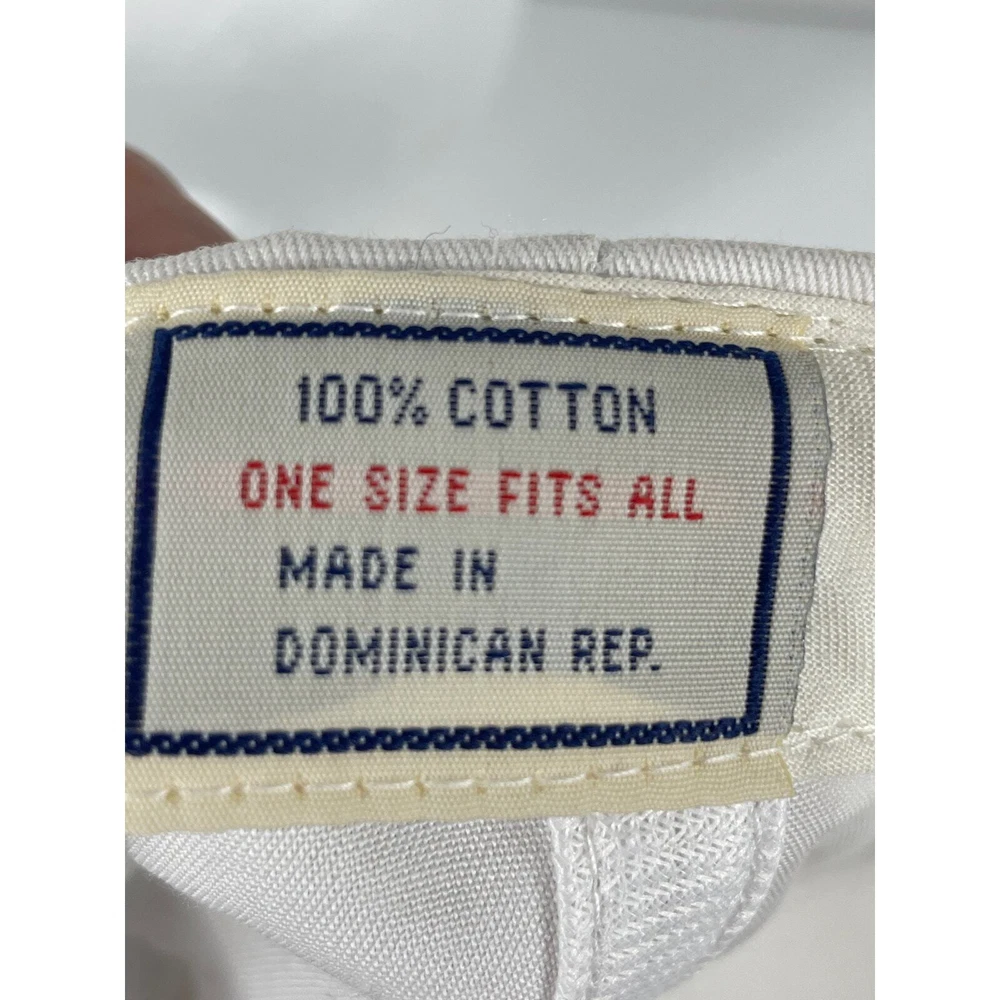 100% COTTON
ONE SIZE FITS ALL
MADE IN
DOMINICAN REP.